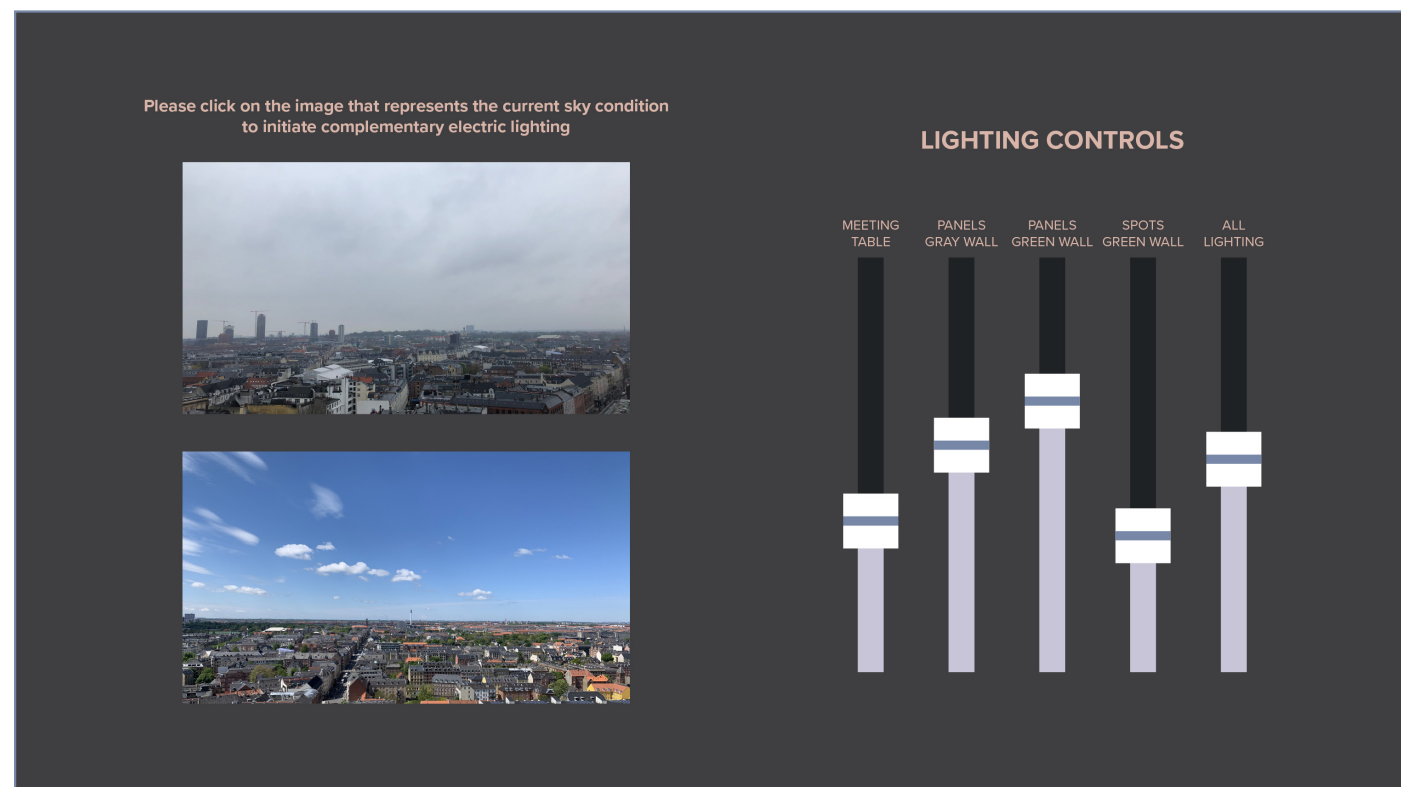 Please click on the image that represents the current sky condition
to initiate complementary electric lighting
LIGHTING CONTROLS
MEETING
TABLE
PANELS
GRAY WALL
PANELS
GREEN WALL
SPOTS
GREEN WALL
ALL
LIGHTING